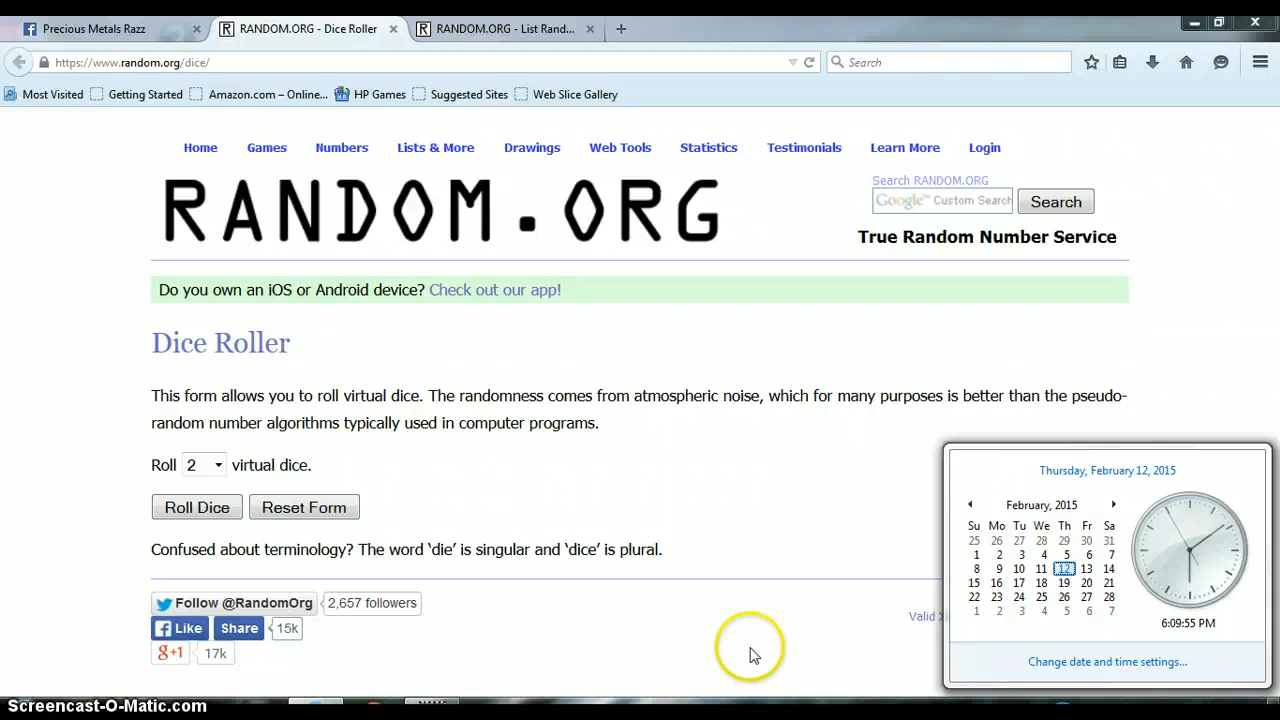 Precious Metals Razz
RANDOM.ORG - Dice Roller
RANDOM.ORG - List Rand...
https://www.random.org/dice/
Search
Most Visited
Getting Started
Amazon.com – Online...
HP Games
Suggested Sites
Web Slice Gallery
Home Games Numbers Lists & More Drawings Web Tools Statistics Testimonials Learn More Login
RANDOM.ORG
Search RANDOM.ORG
Google™ Custom Search
Search
True Random Number Service
Do you own an iOS or Android device? Check out our app!
Dice Roller
This form allows you to roll virtual dice. The randomness comes from atmospheric noise, which for many purposes is better than the pseudo-
random number algorithms typically used in computer programs.
Roll 2 virtual dice.
Roll Dice
Reset Form
Confused about terminology? The word ‘die’ is singular and ‘dice’ is plural.
Follow @RandomOrg
2,657 followers
Like
Share
15k
g+1
17k
Valid
Thursday, February 12, 2015
February, 2015
Su Mo Tu We Th Fr Sa
25 26 27 28 29 30 31
1 2 3 4 5 6 7
8 9 10 11 12 13 14
15 16 17 18 19 20 21
22 23 24 25 26 27 28
1 2 3 4 5 6 7
6:09:55 PM
Change date and time settings...
Screencast-O-Matic.com